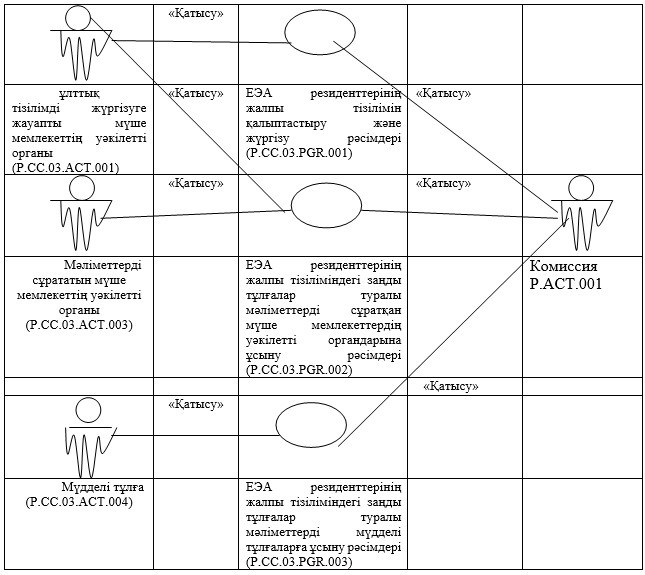 «Қатысу»
ұлттық
тізілімді жүргізуге
жауапты мүше
мемлекеттің уәкілетті
органы
(P.CC.03.ACT.001)
«Қатысу»
ЕЭА резиденттерінің
жалпы тізілімін
қалыптастыру және
жүргізу рәсімдері
(P.CC.03.PGR.001)
«Қатысу»
«Қатысу»
«Қатысу»
Мәліметтерді
сұрататын мүше
мемлекеттің уәкілетті
органы
(P.CC.03.ACT.003)
ЕЭА резиденттерінің
жалпы тізіліміндегі заңды
тұлғалар туралы
мәліметтерді сұратқан
мүше мемлекеттердің
уәкілетті органдарына
ұсыну рәсімдері
(P.CC.03.PGR.002)
Комиссия
P.ACT.001
«Қатысу»
«Қатысу»
Мүдделі тұлға
(P.CC.03.ACT.004)
ЕЭА резиденттерінің
жалпы тізіліміндегі заңды
тұлғалар туралы
мәліметтерді мүдделі
тұлғаларға ұсыну рәсімдері
(P.CC.03.PGR.003)